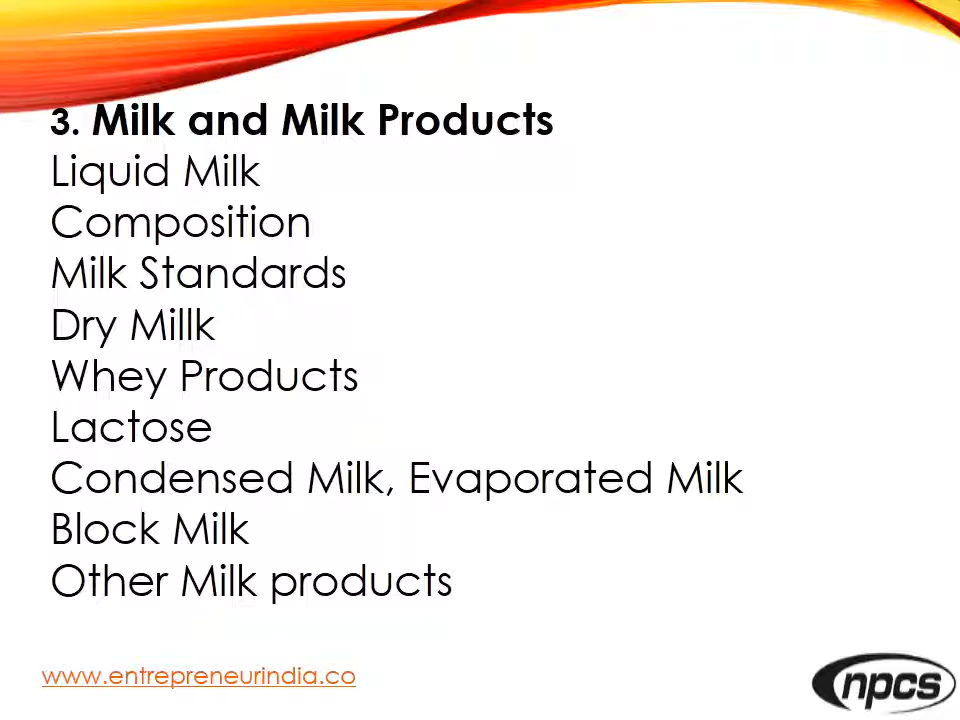 3. Milk and Milk Products
Liquid Milk
Composition
Milk Standards
Dry Millk
Whey Products
Lactose
Condensed Milk, Evaporated Milk
Block Milk
Other Milk products
www.entrepreneurindia.co
npcs